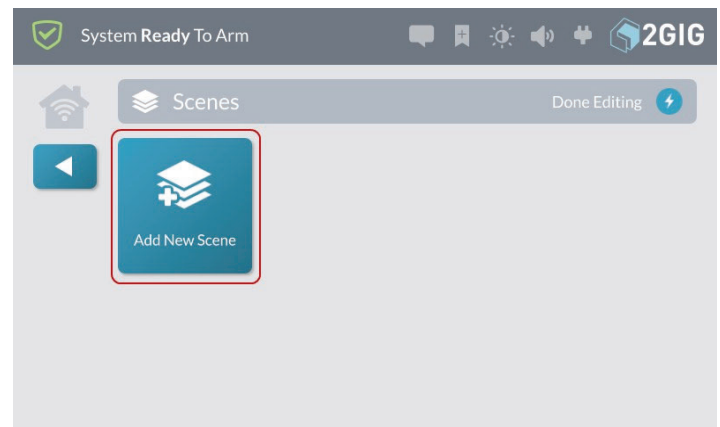 System Ready To Arm
2GIG
Scenes
Done Editing
Add New Scene